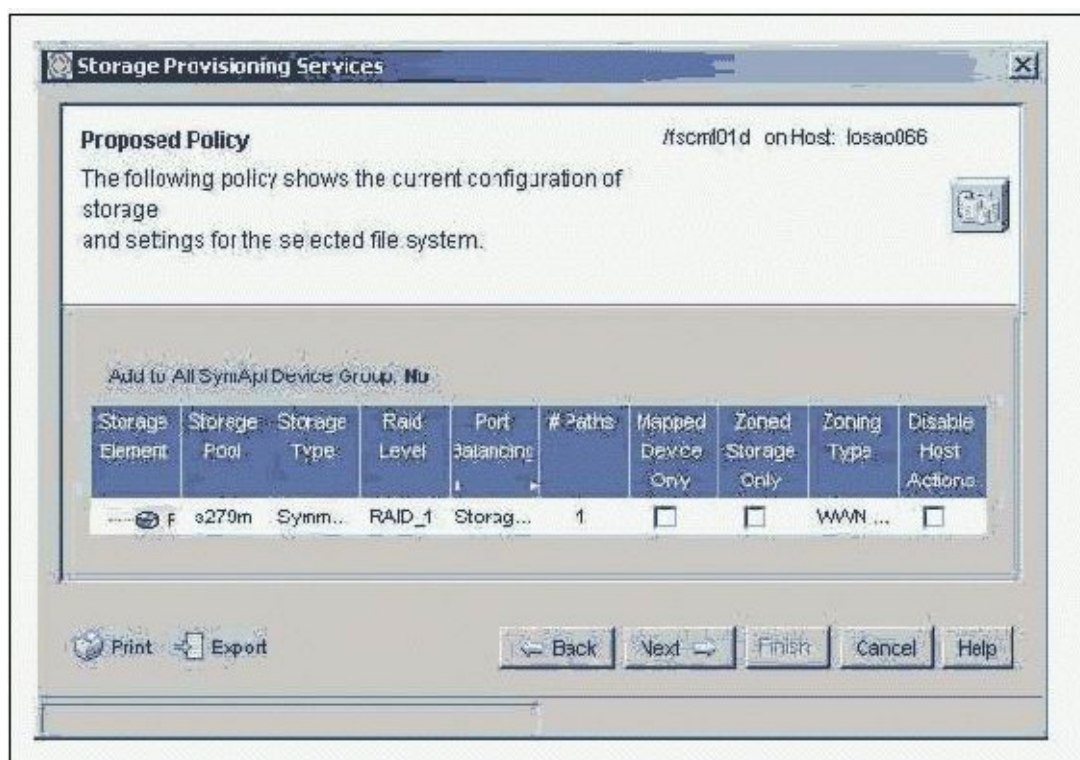 Storage Provisioning Services
Proposed Policy
/fscml01d on Host: losao066
The following policy shows the current configuration of
storage
and settings for the selected file system.
Add to All SymApi Device Group: No
Storage Element Storage Pool Storage Type Raid Level Port Balancing # Paths Mapped Device Only Zoned Storage Only Zoning Type Disable Host Actions
F s279m Symm... RAID_1 Storag... 1 WWN ...
Print Export Back Next Finish Cancel Help